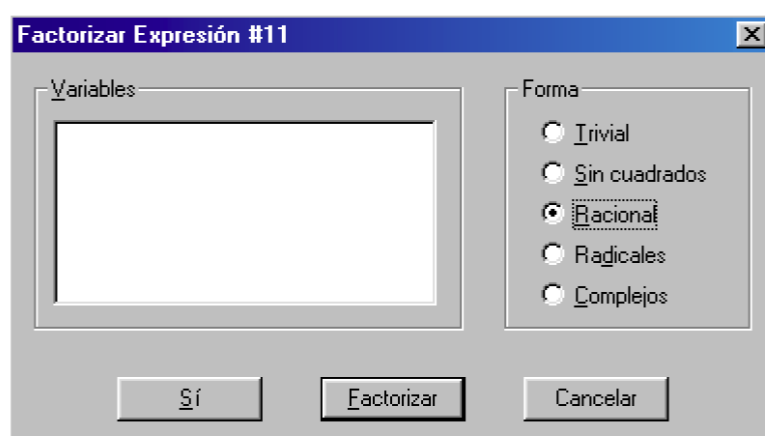 Factorizar Expresión #11
Variables
Forma
Trivial
Sin cuadrados
Racional
Radicales
Complejos
Sí Factorizar Cancelar